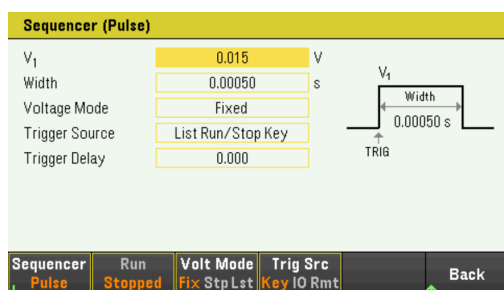 Sequencer (Pulse)
V1 0.015 V
Width 0.00050 s
Voltage Mode Fixed
Trigger Source List Run/Stop Key
Trigger Delay 0.000
V1
Width
0.00050 s
TRIG
Sequencer Run Volt Mode Trig Src
Pulse Stopped Fix Stp Lst Key IO Rmt Back